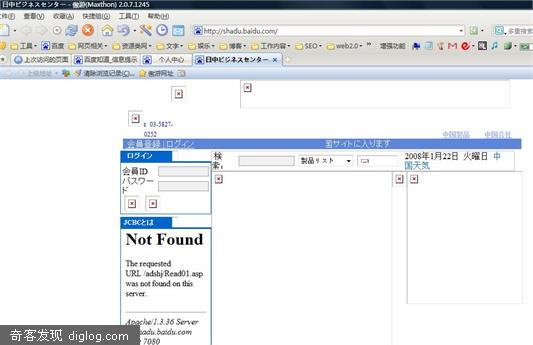 日中ビジネスセンター - 傲游(Maxthon) 2.0.7.1245
查看(V) 收藏(A) 快捷组(G) 工具(T) 帮助(H)
http://shadu.baidu.com/
工具 百度 网页相关 资源类网 文字 娱乐 博客 工作内容 SEO web2.0 » 增强功能
上次访问的页面 百度知道_信息提示 个人中心 日中ビジネスセンター
上级地址 清除浏览记录(C)... 傲游网址
: 03-5827-
0252
中国製品 中国会社
会員登録 | ログイン 国サイトに入ります
ログイン
検索: 製品リスト 2008年1月22日 火曜日 中国天気
会員ID
パスワード
JCBCとは
Not Found
The requested
URL /adshj/Read01.asp
was not found on this
server.
Apache/1.3.36 Server
shadu.baidu.com
7080
奇客发现 diglog.com